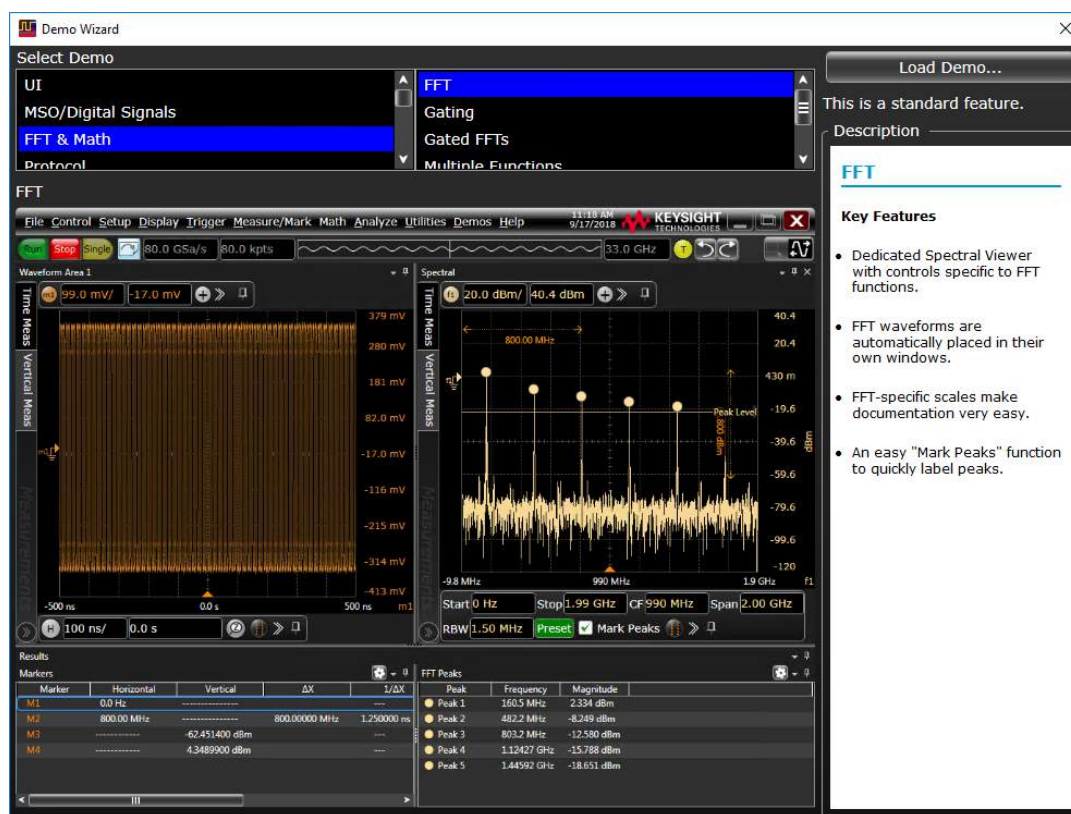 Demo Wizard
Select Demo
UI
MSO/Digital Signals
FFT & Math
Protocol
FFT
Gating
Gated FFTs
Multiple Functions
Load Demo...
This is a standard feature.
Description
FFT
Key Features
• Dedicated Spectral Viewer
with controls specific to FFT
functions.
• FFT waveforms are
automatically placed in their
own windows.
• FFT-specific scales make
documentation very easy.
• An easy "Mark Peaks" function
to quickly label peaks.
FFT
File Control Setup Display Trigger Measure/Mark Math Analyze Utilities Demos Help
11:18 AM
9/17/2018
KEYSIGHT
TECHNOLOGIES
Run Stop Single 80.0 GSa/s 80.0 kpts 33.0 GHz T
Waveform Area 1
Time Meas
Vertical Meas
Measurements
m1 99.0 mV/ -17.0 mV
379 mV
280 mV
181 mV
82.0 mV
-17.0 mV
-116 mV
-215 mV
-314 mV
-413 mV
m1
-500 ns 0.0 s 500 ns m1
H 100 ns/ 0.0 s
Spectral
Time Meas
Vertical Meas
Measurements
f1 20.0 dBm/ 40.4 dBm
800.00 MHz
Peak Level
40.4
20.4
430 m
-19.6
-39.6
-59.6
-79.6
-99.6
-120
dBm
-9.8 MHz 990 MHz 1.9 GHz f1
Start 0 Hz Stop 1.99 GHz CF 990 MHz Span 2.00 GHz
RBW 1.50 MHz Preset Mark Peaks
Results
Markers
Marker Horizontal Vertical ΔX 1/ΔX
M1 0.0 Hz --------------- ---
M2 800.00 MHz --------------- 800.00000 MHz 1.250000 ns
M3 ------------ -62.451400 dBm ---
M4 ------------ 4.3489900 dBm ---
FFT Peaks
Peak Frequency Magnitude
Peak 1 160.5 MHz 2.334 dBm
Peak 2 482.2 MHz -8.249 dBm
Peak 3 803.2 MHz -12.580 dBm
Peak 4 1.12427 GHz -15.788 dBm
Peak 5 1.44592 GHz -18.651 dBm